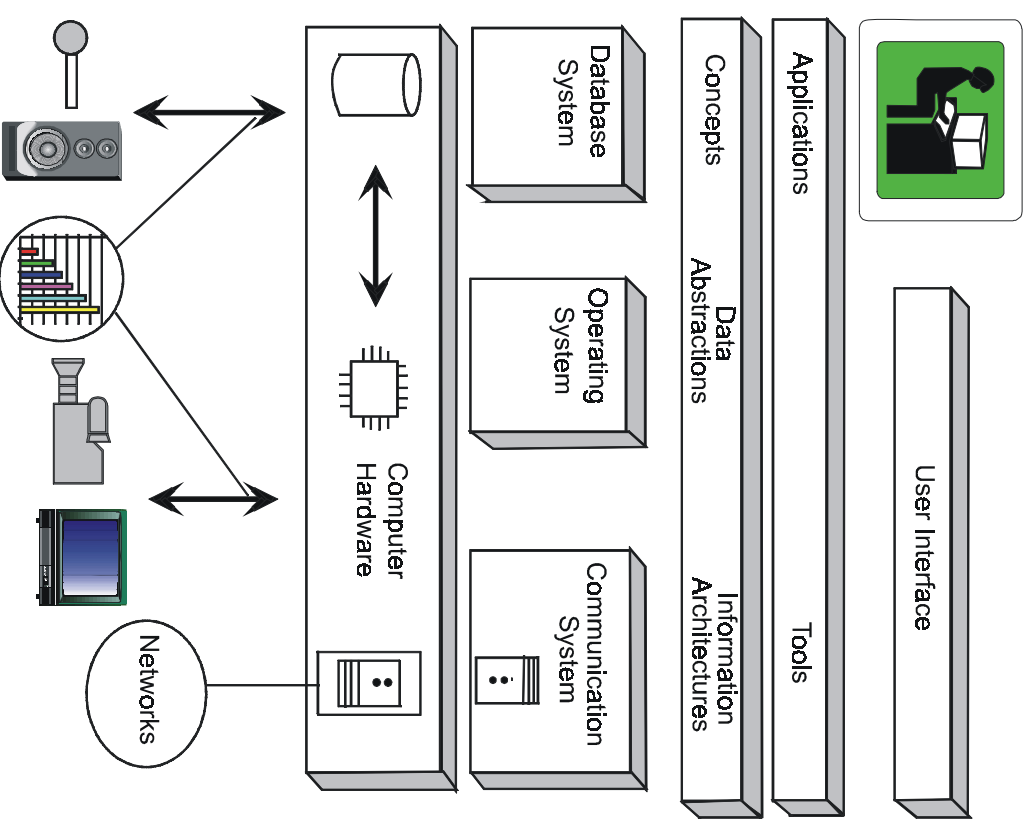 User Interface
Applications
Tools
Concepts
Data
Abstractions
Information
Architectures
Database
System
Operating
System
Communication
System
Computer
Hardware
Networks